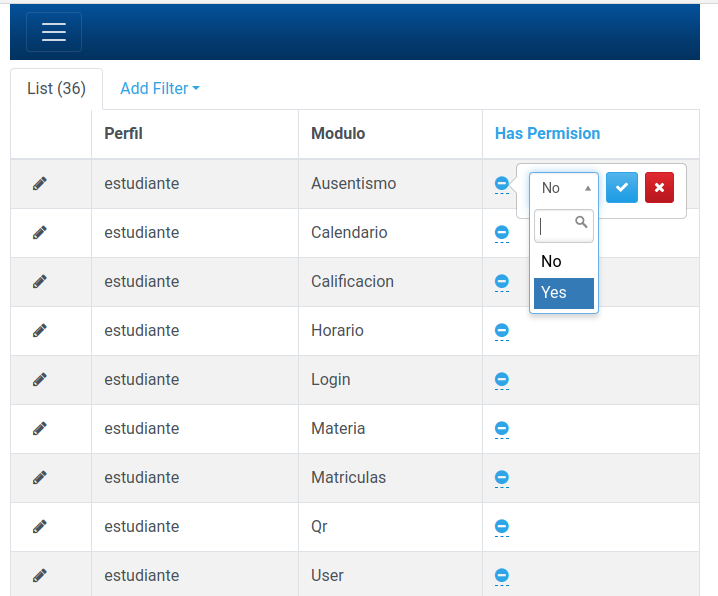 List (36) Add Filter
Perfil Modulo Has Permision
estudiante Ausentismo No
estudiante Calendario
No
estudiante Calificacion
Yes
estudiante Horario
estudiante Login
estudiante Materia
estudiante Matriculas
estudiante Qr
estudiante User